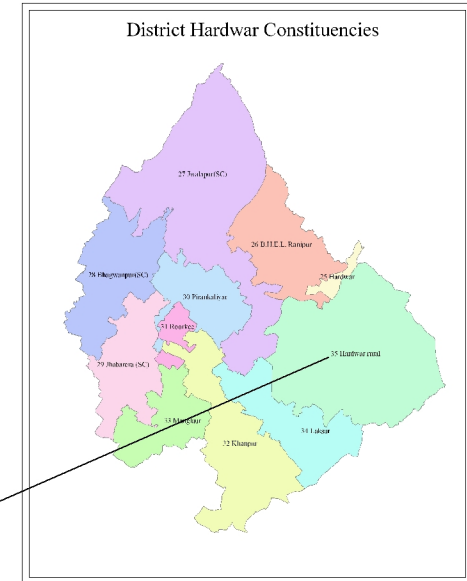 District Hardwar Constituencies
27 Jwalapur(SC)
26 B.H.E.L. Ranipur
25 Hardwar
28 Bhagwanpur(SC)
30 Pirankaliyar
31 Roorkee
35 Hardwar rural
29 Jhabarera (SC)
33 Manglaur
34 Laksar
32 Khanpur